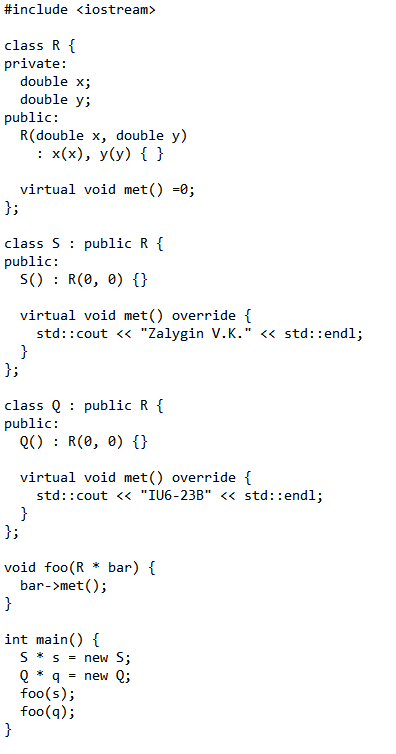 #include <iostream>

class R {
private:
  double x;
  double y;
public:
  R(double x, double y)
    : x(x), y(y) { }

  virtual void met() =0;
};

class S : public R {
public:
  S() : R(0, 0) {}

  virtual void met() override {
    std::cout << "Zalygin V.K." << std::endl;
  }
};

class Q : public R {
public:
  Q() : R(0, 0) {}

  virtual void met() override {
    std::cout << "IU6-23B" << std::endl;
  }
};

void foo(R * bar) {
  bar->met();
}

int main() {
  S * s = new S;
  Q * q = new Q;
  foo(s);
  foo(q);
}